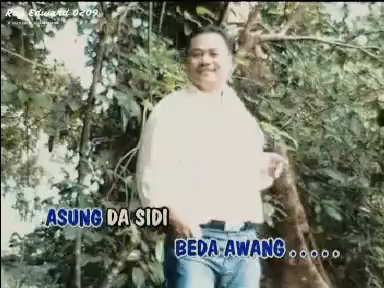 Roy Edward 0209
ASUNG DA SIDI
BEDA AWANG .....